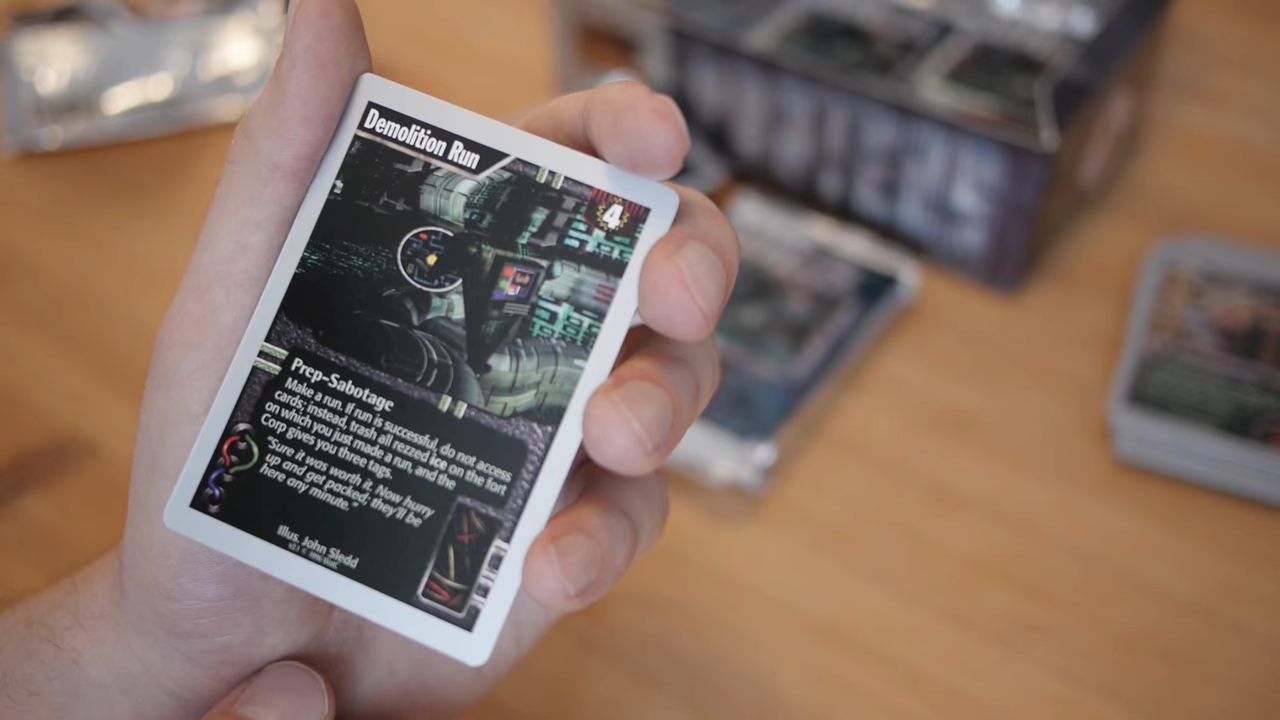 Demolition Run
4
Prep-Sabotage
Make a run. If run is successful, do not access
cards; instead, trash all rezzed ice on the fort
on which you just made a run, and the
Corp gives you three tags.
"Sure it was worth it. Now hurry
up and get packed; they'll be
here any minute."
Illus. John Sledd